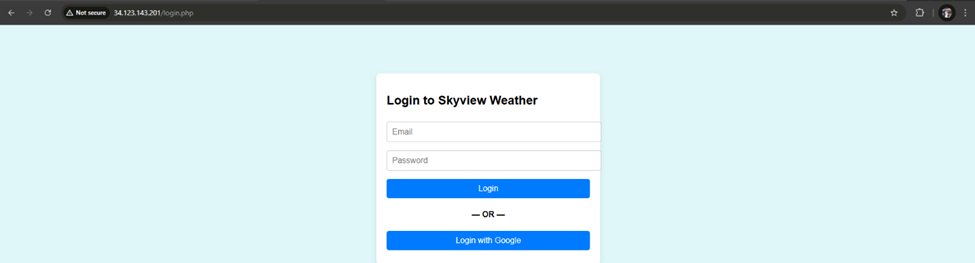 Not secure 34.123.143.201/login.php
Login to Skyview Weather
Email
Password
Login
— OR —
Login with Google